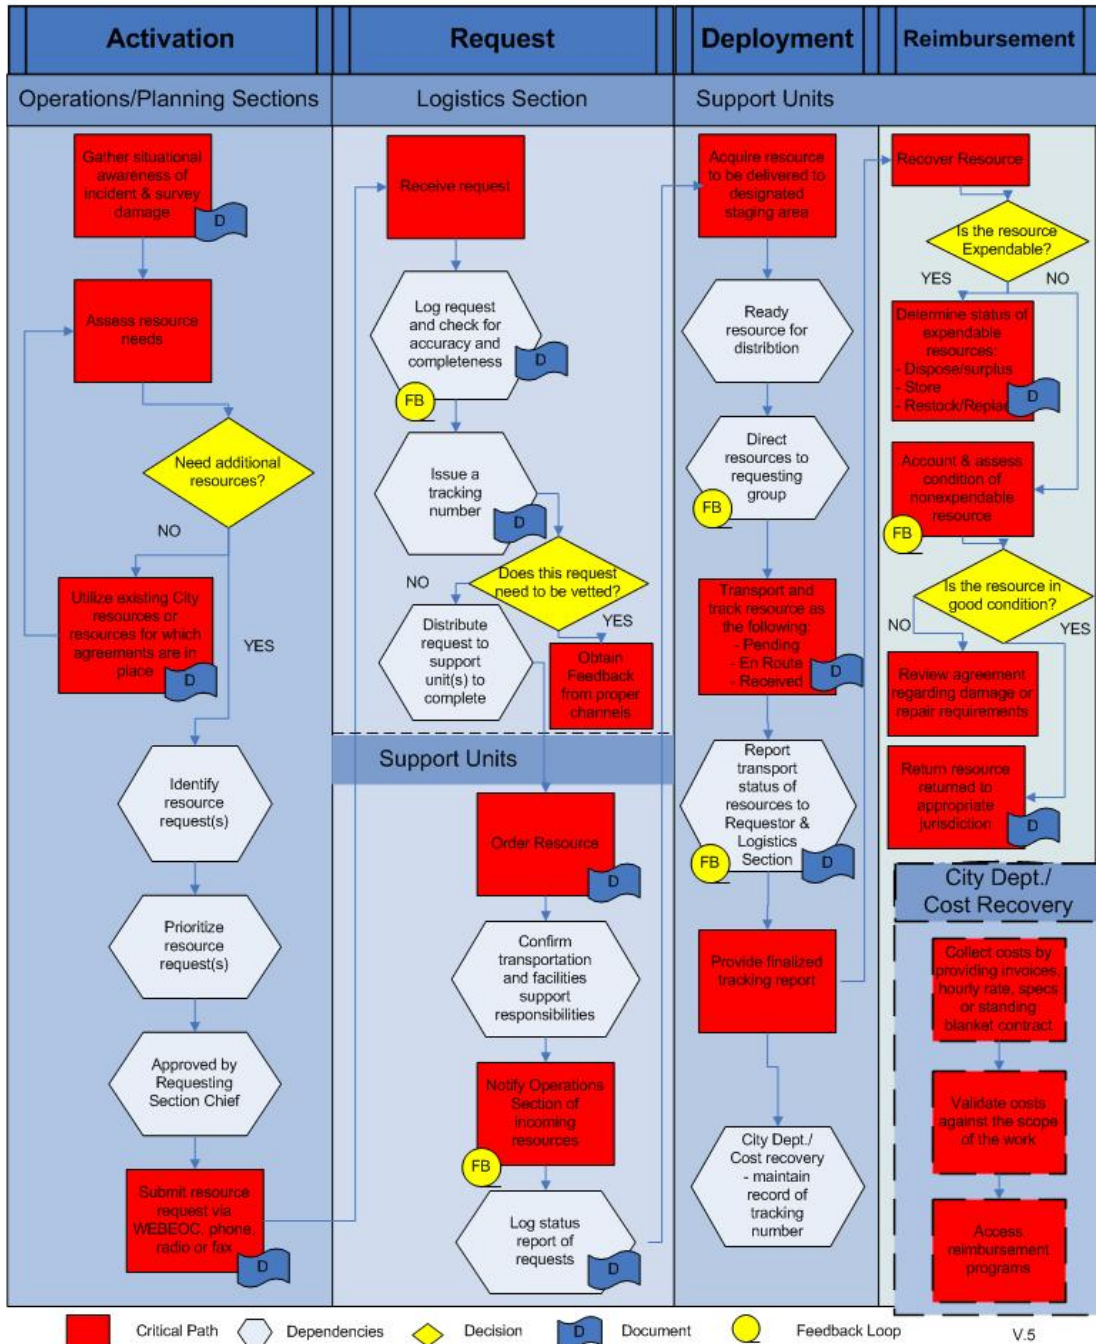 Activation
Request
Deployment
Reimbursement
Operations/Planning Sections
Logistics Section
Support Units
Gather situational
awareness of
incident & survey
damage
D
Assess resource
needs
Need additional
resources?
NO
YES
Utilize existing City
resources or
resources for which
agreements are in
place
D
Identify
resource
request(s)
Prioritize
resource
request(s)
Approved by
Requesting
Section Chief
Submit resource
request via
WEBEOC, phone,
radio or fax
D
Receive request
Log request
and check for
accuracy and
completeness
D
FB
Issue a
tracking
number
D
Does this request
need to be vetted?
NO
YES
Distribute
request to
support
unit(s) to
complete
Obtain
Feedback
from proper
channels
Support Units
Order Resource
D
Confirm
transportation
and facilities
support
responsibilities
Notify Operations
Section of
incoming
resources
FB
Log status
report of
requests
D
Acquire resource
to be delivered to
designated
staging area
Ready
resource for
distribtion
Direct
resources to
requesting
group
FB
Transport and
track resource as
the following:
- Pending
- En Route
- Received
D
Report
transport
status of
resources to
Requestor &
Logistics
Section
FB
D
Provide finalized
tracking report
City Dept./
Cost recovery
- maintain
record of
tracking
number
Recover Resource
Is the resource
Expendable?
YES
NO
Determine status of
expendable
resources:
- Dispose/surplus
- Store
- Restock/Replac
D
Account & assess
condition of
nonexpendable
resource
FB
Is the resource in
good condition?
NO
YES
Review agreement
regarding damage or
repair requirements
Return resource
returned to
appropriate
jurisdiction
D
City Dept./
Cost Recovery
Collect costs by
providing invoices,
hourly rate, specs
or standing
blanket contract
Validate costs
against the scope
of the work
Access
reimbursement
programs
Critical Path
Dependencies
Decision
D
Document
FB
Feedback Loop
V.5